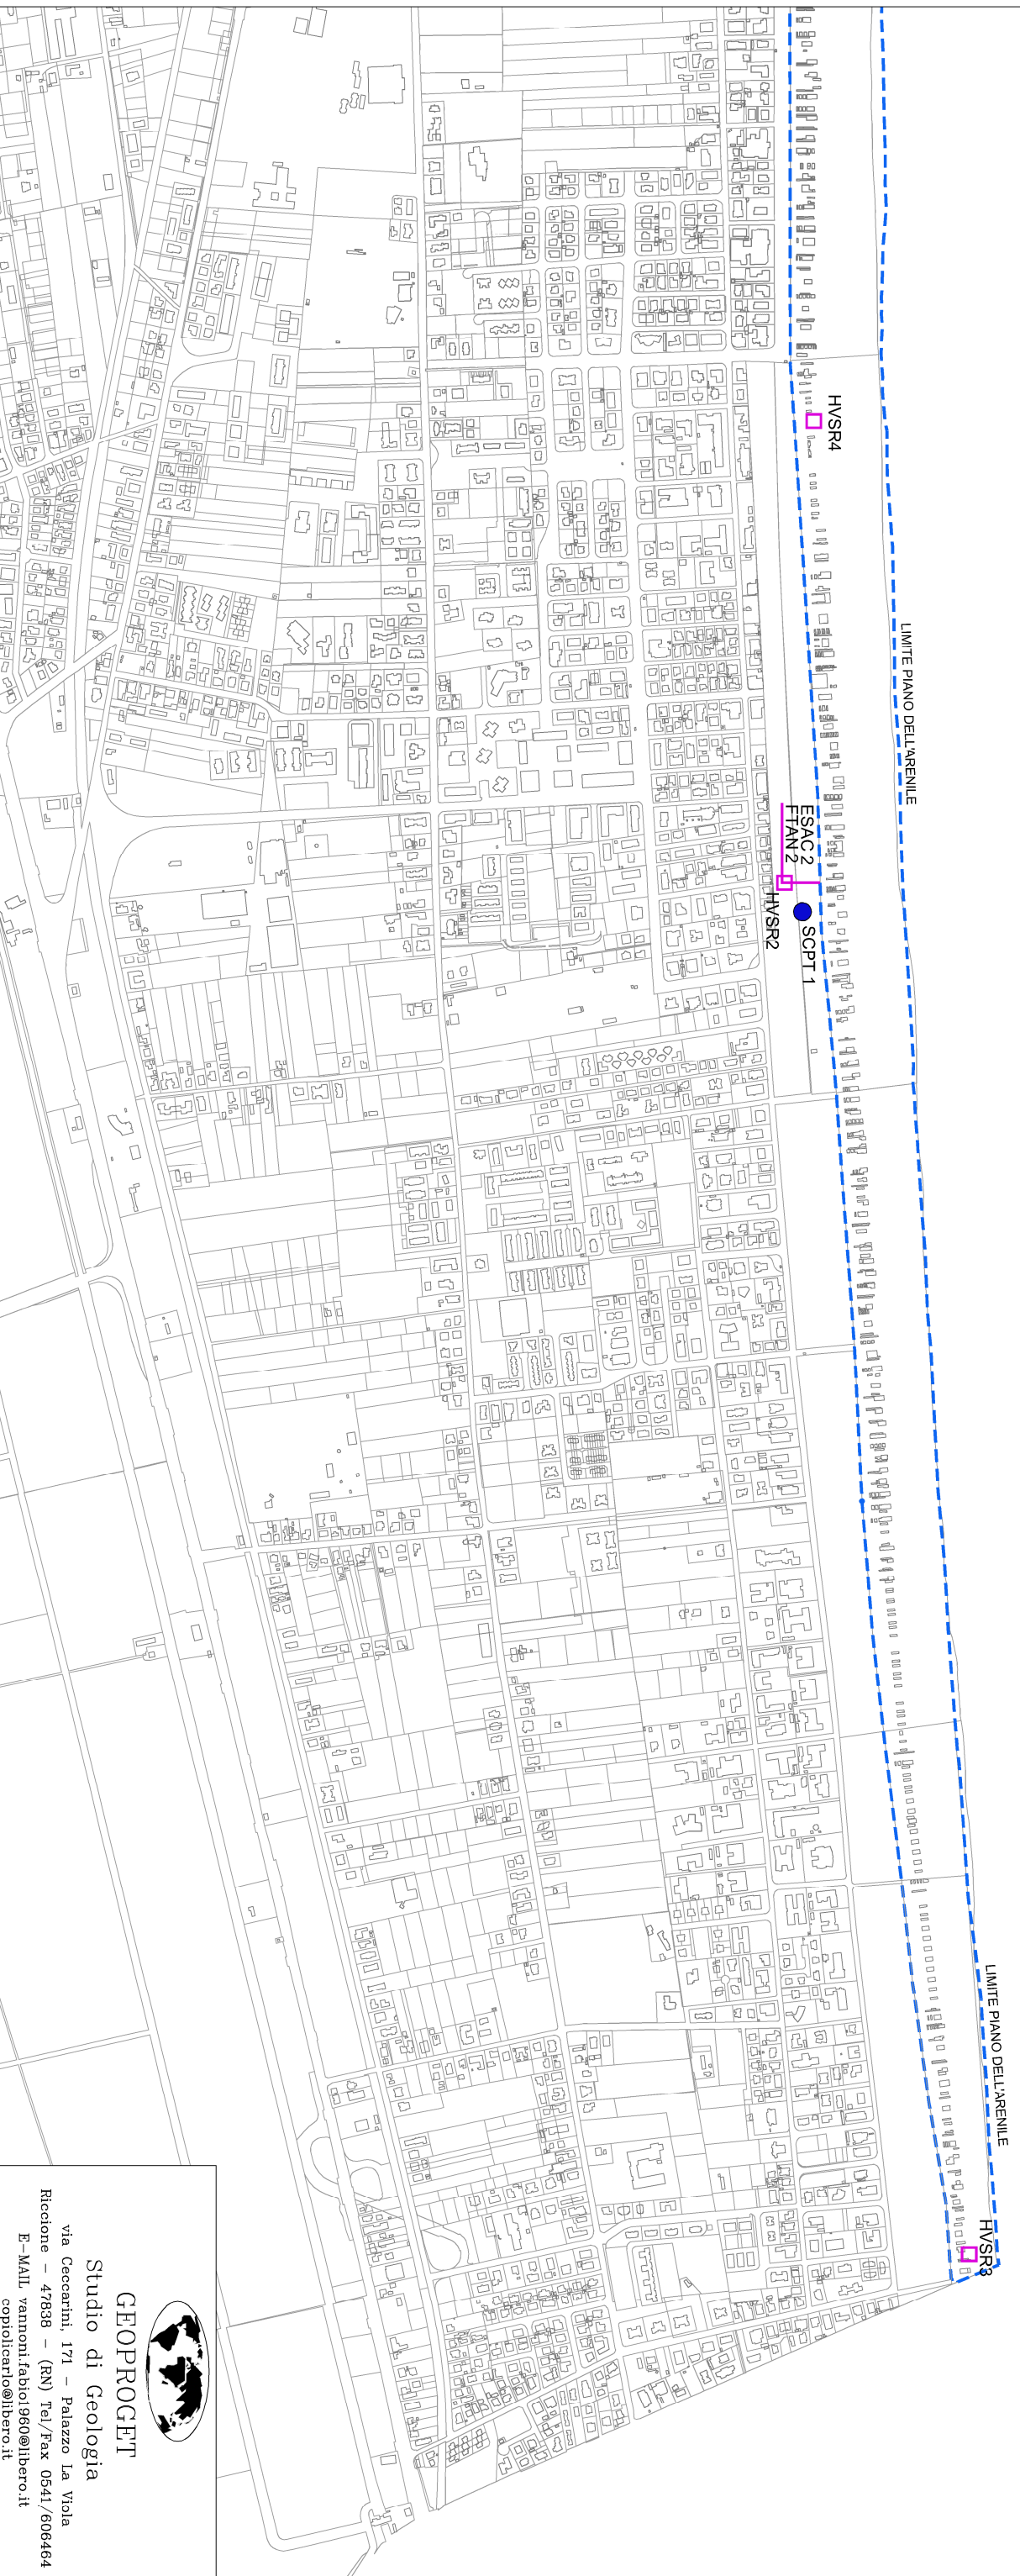 HVSR4
LIMITE PIANO DELL'ARENILE
ESAC 2
FTAN 2
HVSR2
SCPT 1
LIMITE PIANO DELL'ARENILE
HVSR3
GEOPROGET
Studio di Geologia
via Ceccarini, 171 - Palazzo La Viola
Riccione - 47838 - (RN) Tel/Fax 0541/606464
E-MAIL vannoni.fabio1960@libero.it
copiolicarlo@libero.it